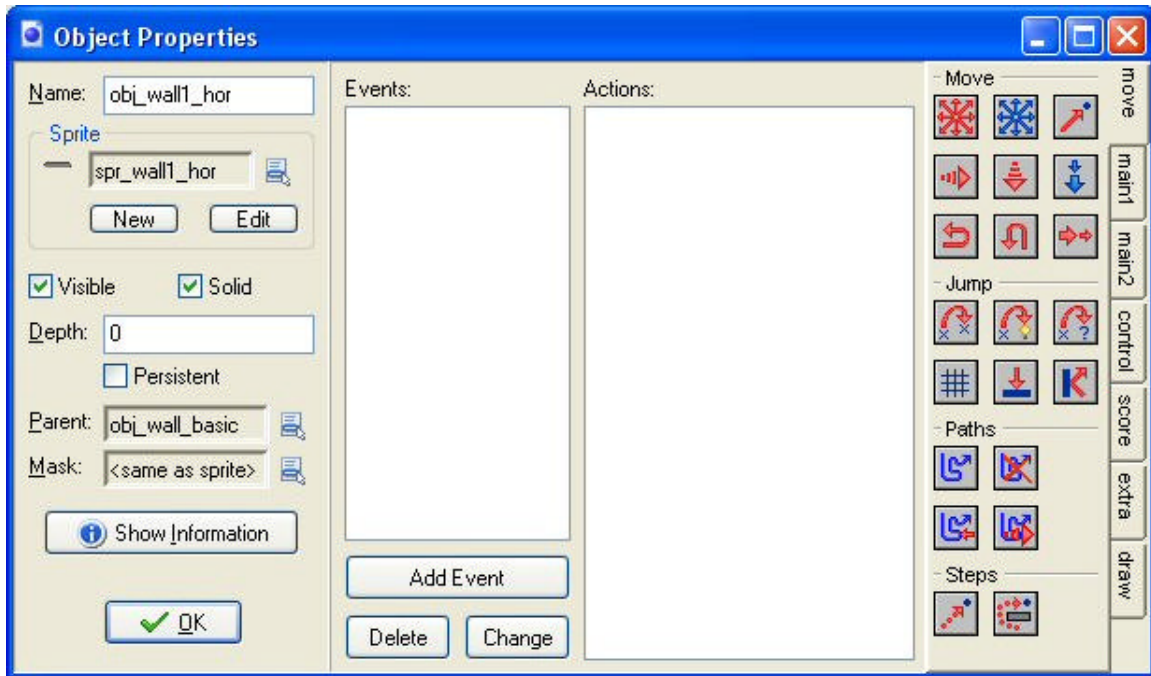 Object Properties
Name: obj_wall1_hor
Sprite
spr_wall1_hor
New Edit
Visible Solid
Depth: 0
Persistent
Parent: obj_wall_basic
Mask: <same as sprite>
Show Information
OK
Events:
Add Event
Delete Change
Actions:
Move
Jump
Paths
Steps
move
main1
main2
control
score
extra
draw